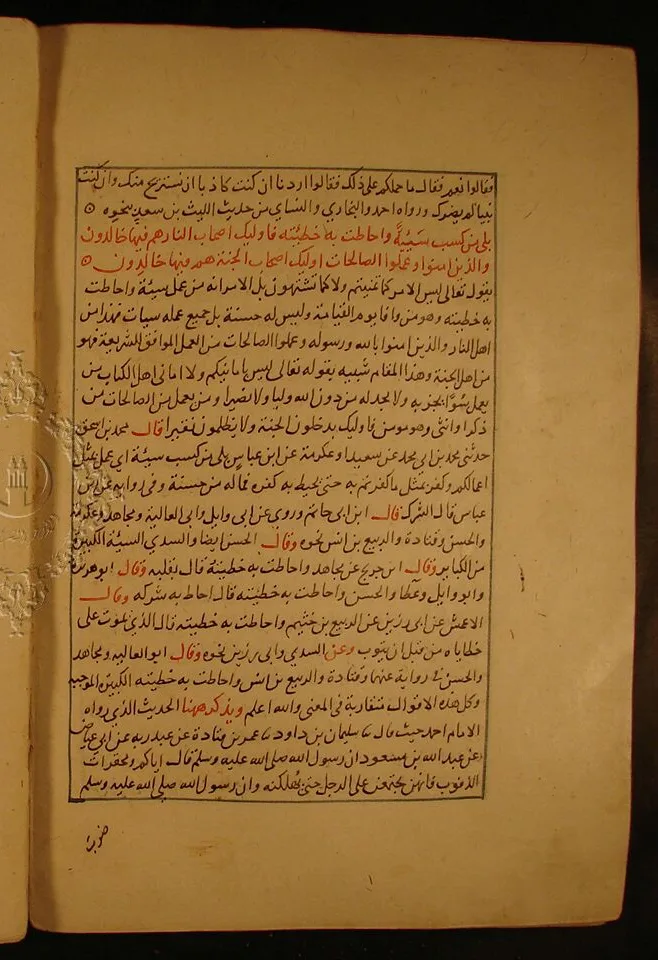 فقالوا نعم فقال ما حملكم على ذلك فقالوا اردنا ان كنت كاذبا ان نستريح منك وان كنت
نبيا لم يضرك ورواه احمد والبخاري والنساي من حديث الليث بن سعد بنحوه
بلى من كسب سيئة واحاطت به خطيئته فاوليك اصحاب النار هم فيها خالدون
والذين امنوا وعملوا الصالحات اوليك اصحاب الجنة هم فيها خالدون
يقول تعالى ليس الامر كما تمنيتم ولا كما تشتهون بل الامر انه من عمل سيئة واحاطت
به خطيئته وهو من وافا يوم القيامة وليس له حسنة بل جميع عمله سيات فهذا من
اهل النار والذين امنوا بالله ورسوله وعملوا الصالحات من العمل الموافق للشريعة فهو
من اهل الجنة وهذا المقام شبيه بقوله تعالى ليس بامانيكم ولا اماني اهل الكتاب من
يعمل سوا يجز به ولا يجد له من دون الله وليا ولا نصيرا ومن يعمل من الصالحات من
ذكر او انثى وهو مومن فاوليك يدخلون الجنة ولا يظلمون نقيرا قال محمد بن اسحق
حدثني محمد بن ابي محمد عن سعيد او عكرمة عن ابن عباس بلى من كسب سيئة اي عمل مثل
اعمالكم وكفر بمثل ما كفرتم به حتى يحيط به كفره فما له من حسنة وفي رواية عن ابن
عباس قال الشرك قال ابن ابي حاتم وروي عن ابي وايل وابي العالية ومجاهد وعكرمة
والحسن وقتادة والربيع بن انس نحوه وقال الحسن ايضا والسدي السيئة الكبيرة
من الكباير وقال ابن جريج عن مجاهد واحاطت به خطيئته قال بقلبه وقال ابو هريرة
وابو وايل وعطا والحسن واحاطت به خطيئته قال احاط به شركه وقال
الاعمش عن ابي رزين عن الربيع بن خثيم واحاطت به خطيئته قال الذي يموت على
خطاياه من قبل ان يتوب وعن السدي وابي رزين نحوه وقال ابو العالية ومجاهد
والحسن في رواية عنهما وقتادة والربيع بن انس واحاطت به خطيئته الكبيرة الموجبة
وكل هذه الاقوال متقاربة في المعنى والله اعلم ويذكر ههنا الحديث الذي رواه
الامام احمد حيث قال سليمان بن داود عمر بن قتادة عن عبد ربه عن ابي عياض
عن عبد الله بن مسعود ان رسول الله صلى الله عليه وسلم قال اياكم ومحقرات
الذنوب فانهن يجتمعن على الرجل حتى يهلكنه وان رسول الله صلى الله عليه وسلم
ضرب